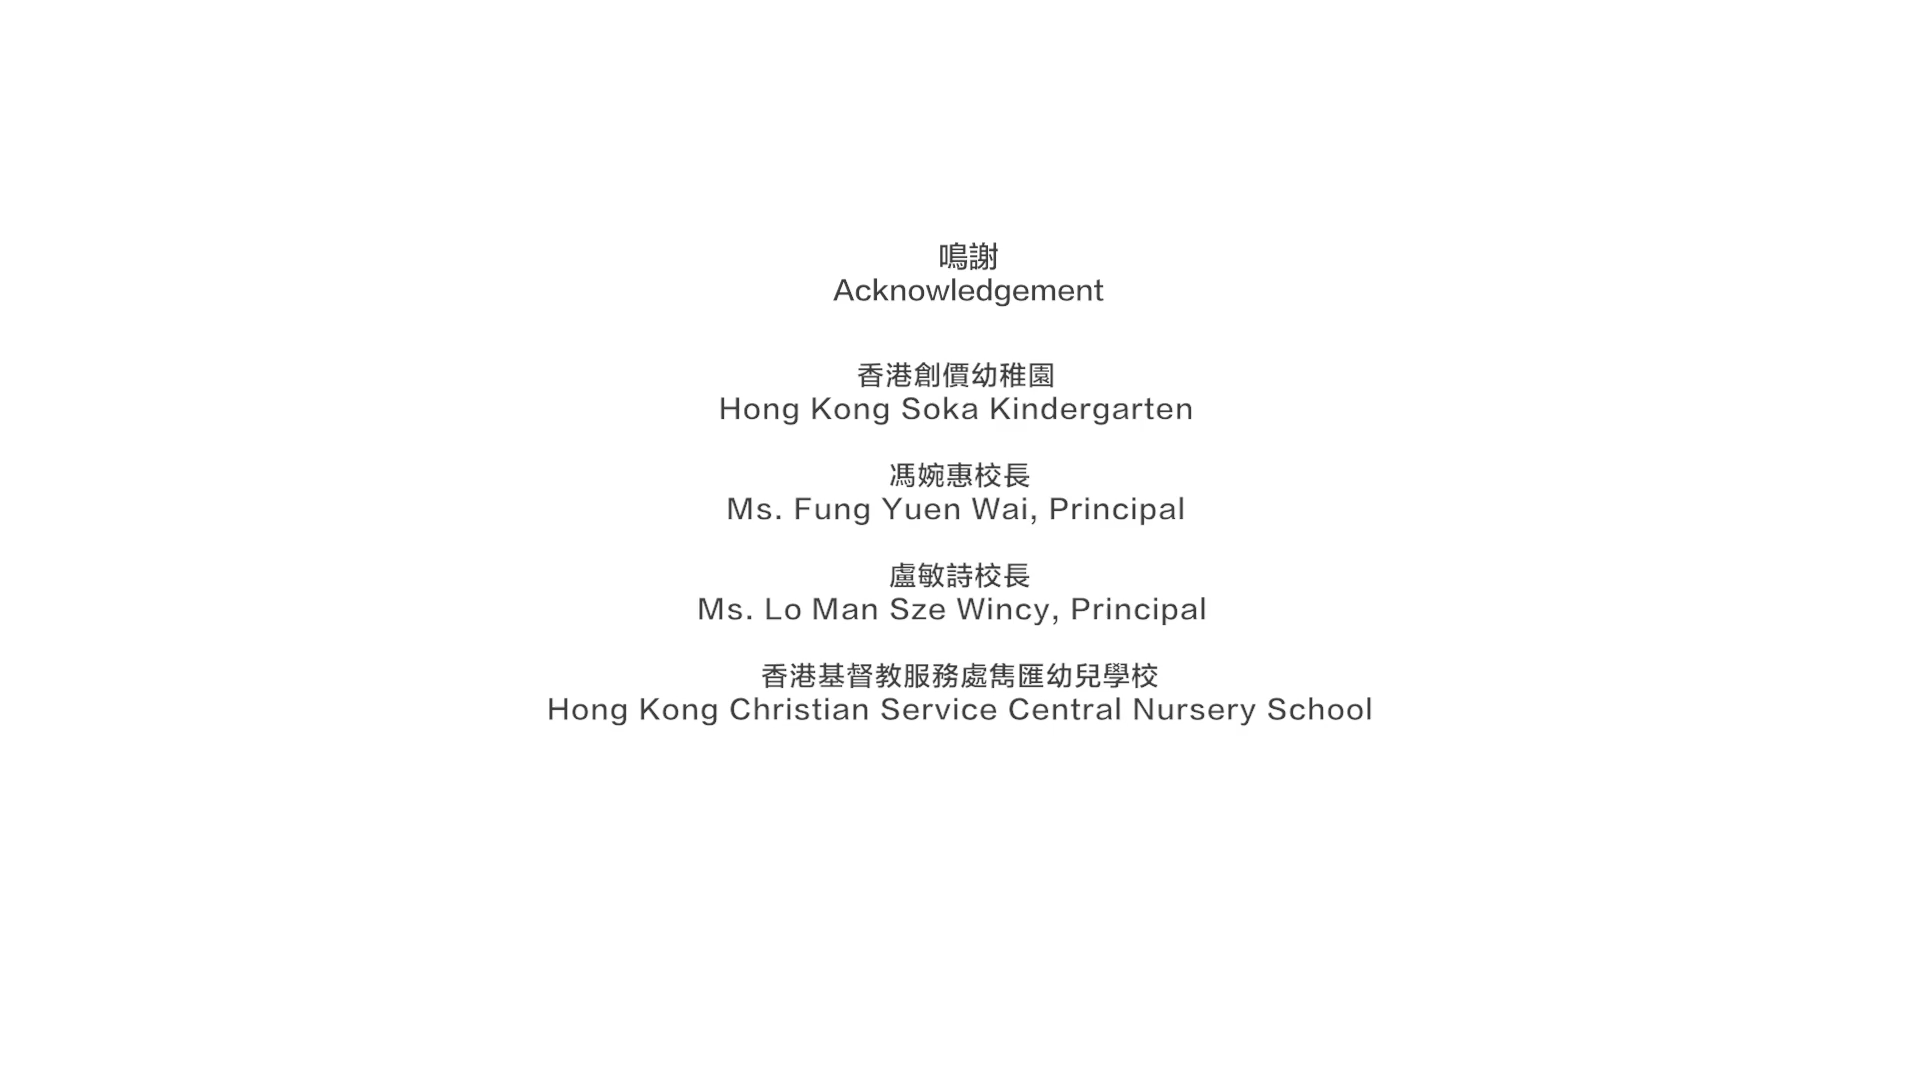 鳴謝
Acknowledgement
香港創價幼稚園
Hong Kong Soka Kindergarten
馮婉惠校長
Ms. Fung Yuen Wai, Principal
盧敏詩校長
Ms. Lo Man Sze Wincy, Principal
香港基督教服務處雋匯幼兒學校
Hong Kong Christian Service Central Nursery School